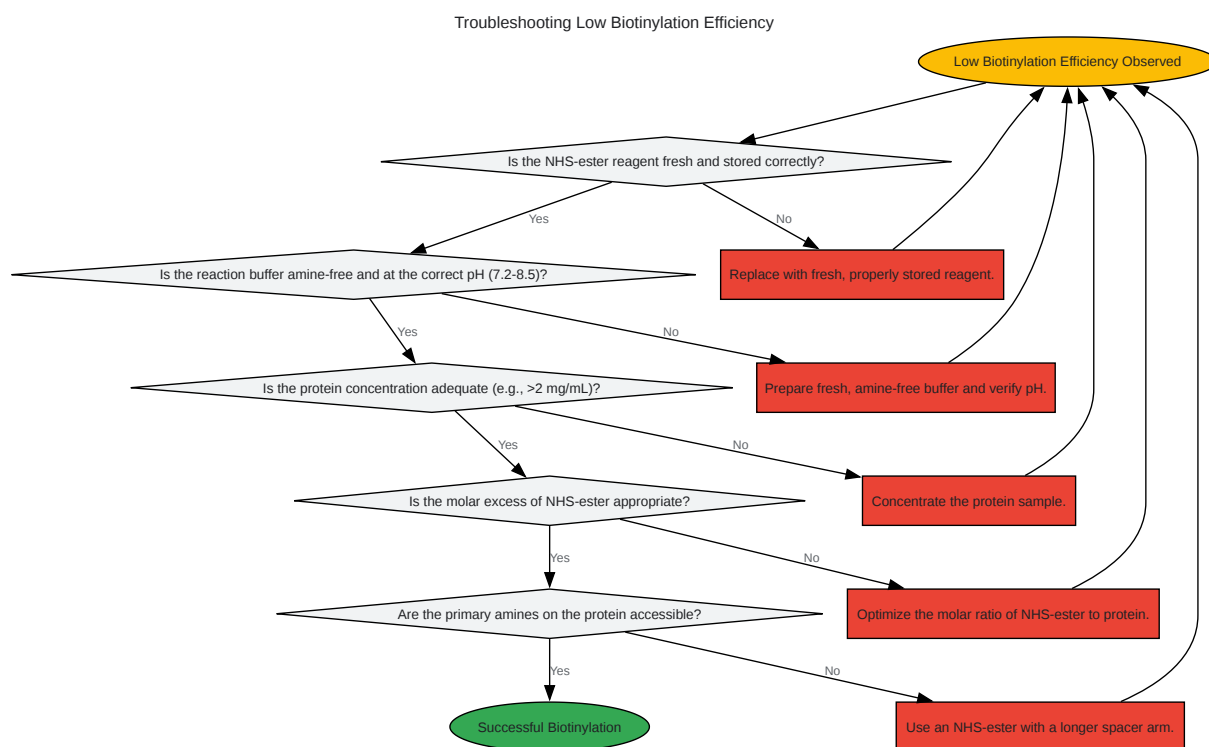 Troubleshooting Low Biotinylation Efficiency
Low Biotinylation Efficiency Observed
Is the NHS-ester reagent fresh and stored correctly?
Yes
No
Is the reaction buffer amine-free and at the correct pH (7.2-8.5)?
Replace with fresh, properly stored reagent.
Yes
No
Is the protein concentration adequate (e.g., >2 mg/mL)?
Prepare fresh, amine-free buffer and verify pH.
Yes
No
Is the molar excess of NHS-ester appropriate?
Concentrate the protein sample.
Yes
No
Are the primary amines on the protein accessible?
Optimize the molar ratio of NHS-ester to protein.
Yes
No
Successful Biotinylation
Use an NHS-ester with a longer spacer arm.